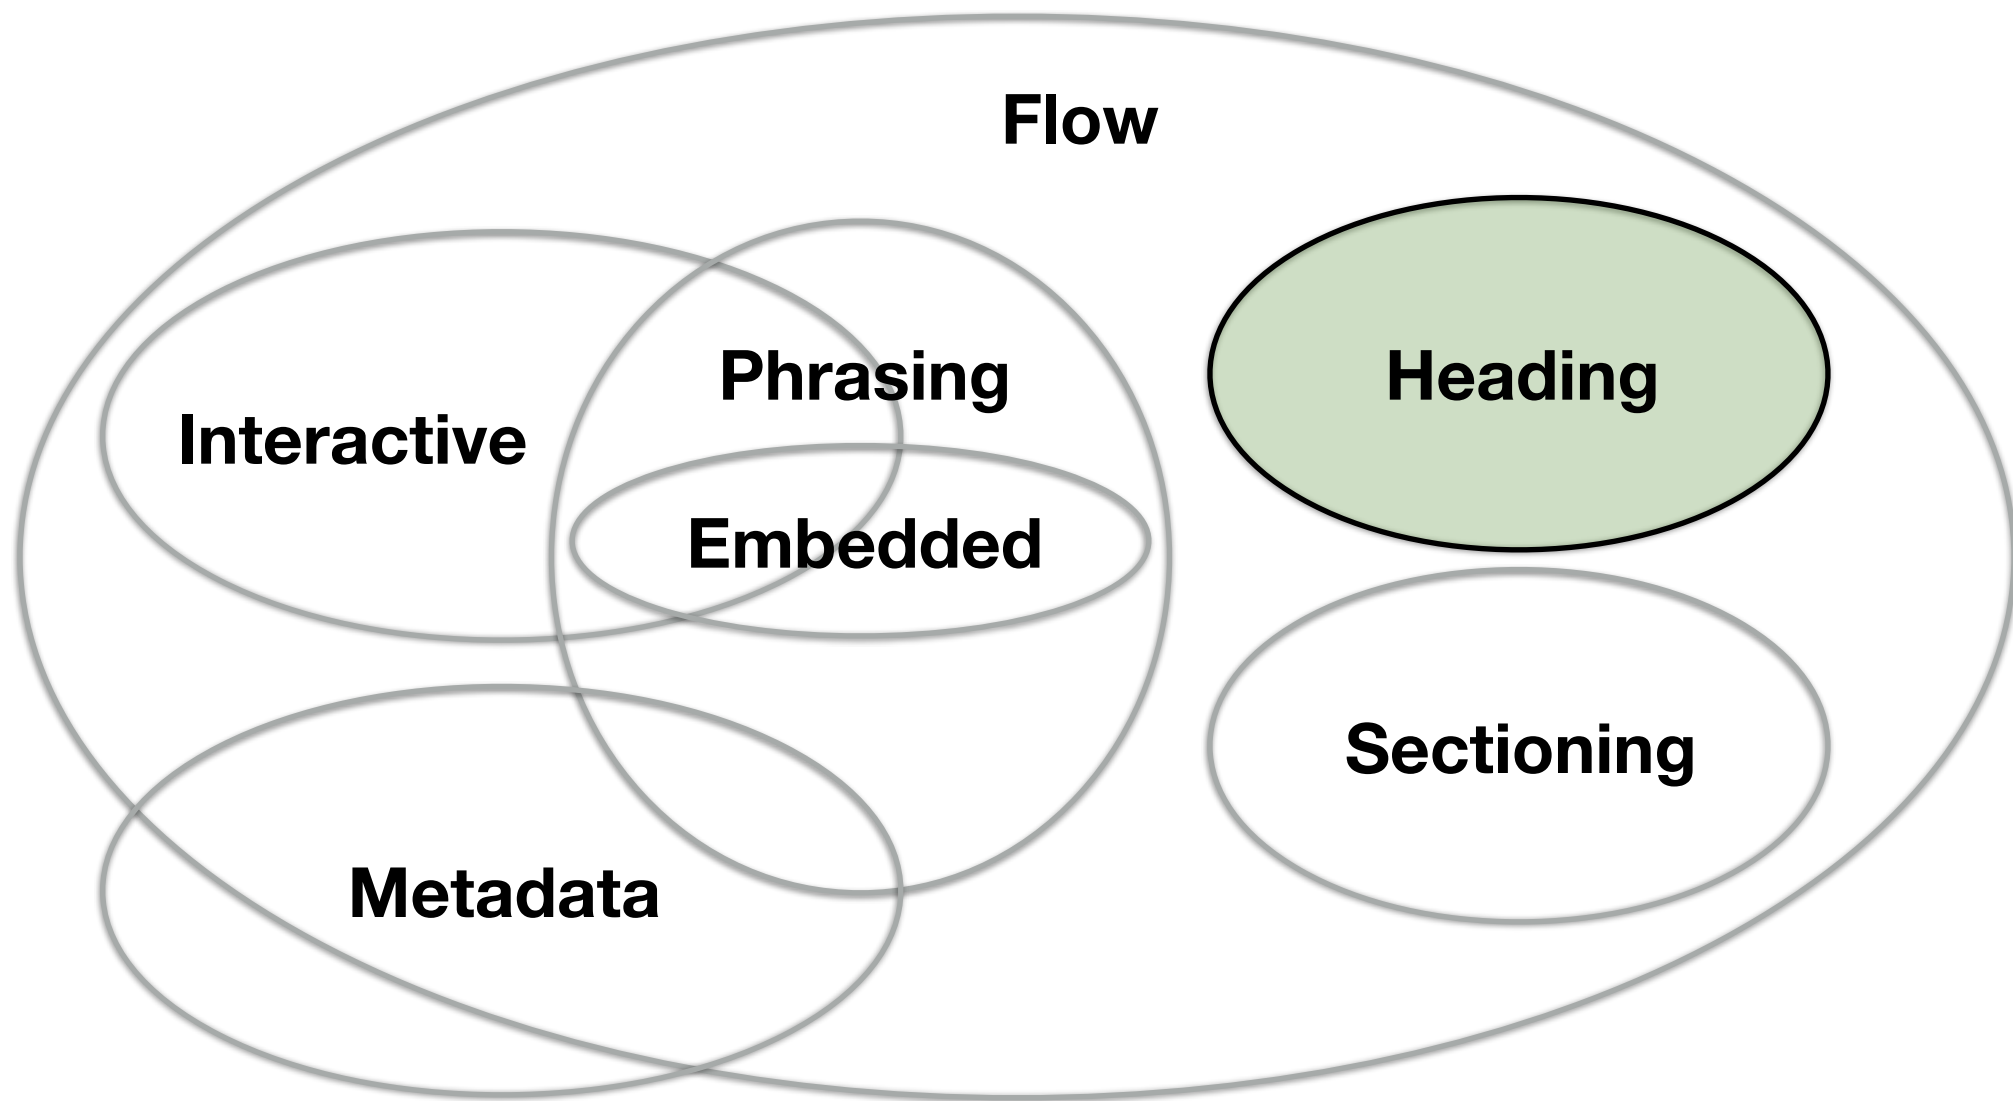 Flow
Phrasing
Heading
Interactive
Embedded
Sectioning
Metadata